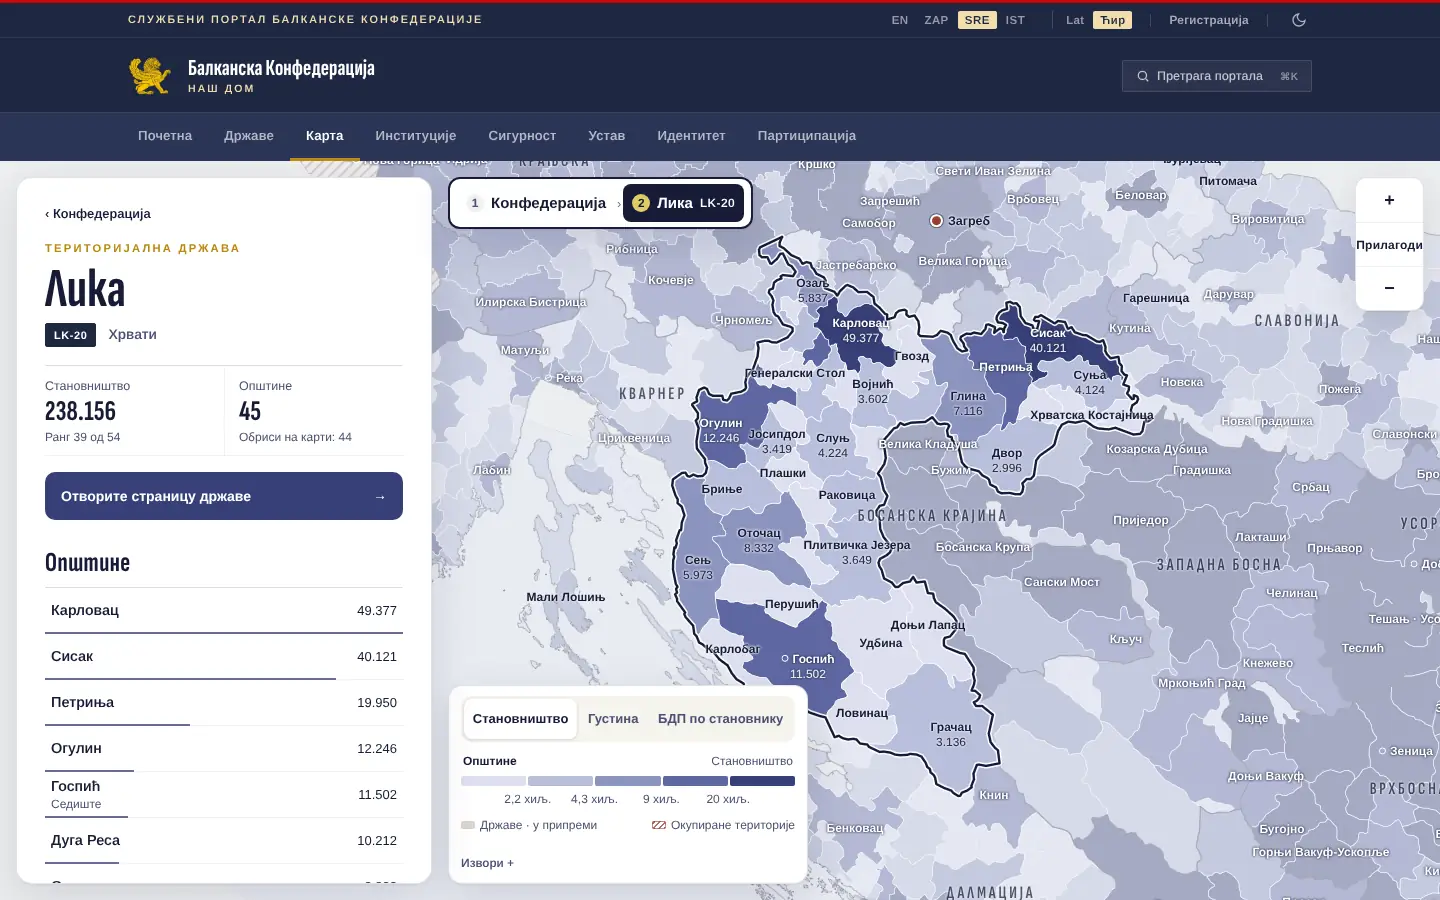 СЛУЖБЕНИ ПОРТАЛ БАЛКАНСКЕ КОНФЕДЕРАЦИЈЕ
EN ZAP SRE IST Lat Ћир Регистрација
Балканска Конфедерација
НАШ ДОМ
Претрага портала ⌘K
Почетна Државе Карта Институције Сигурност Устав Идентитет Партиципација
‹ Конфедерација
ТЕРИТОРИЈАЛНА ДРЖАВА
Лика
LK-20 Хрвати
Становништво
238.156
Ранг 39 од 54
Општине
45
Обриси на карти: 44
Отворите страницу државе →
Општине
Карловац 49.377
Сисак 40.121
Петриња 19.950
Огулин 12.246
Госпић 11.502
Седиште
Дуга Реса 10.212
1 Конфедерација › 2 Лика LK-20
+
Прилагоди
−
Кршко
Свети Иван Зелина
Питомача
Запрешић
Врбовец
Беловар
Самобор
Загреб
Вировитица
Рибница
Јастребарско
Велика Горица
Кочевје
Озаљ
5.837
Илирска Бистрица
Гарешница
Дарувар
Чрномељ
Карловац
49.377
Сисак
40.121
Кутина
СЛАВОНИЈА
Матуљи
Гвозд
Петриња
Генералски Стол
Река
Војнић
3.602
Суња
4.124
Новска
Пожега
КВАРНЕР
Глина
7.116
Хрватска Костајница
Нова Градишка
Огулин
12.246
Јосипдол
3.419
Слуњ
4.224
Цриквеница
Велика Кладуша
Двор
2.996
Козарска Дубица
Славонски
Лабин
Плашки
Бужим
Градишка
Бриње
Раковица
Србац
БОСАНСКА КРАЈИНА
Приједор
Оточац
8.332
Плитвичка Језера
3.649
Босанска Крупа
Лакташи
Прњавор
Сењ
5.973
ЗАПАДНА БОСНА
Сански Мост
Мали Лошињ
Перушић
Челинац
Доњи Лапац
Удбина
Кључ
Карлобаг
Теслић
Госпић
11.502
Кнежево
Мркоњић Град
Ловинац
Јајце
Грачац
3.136
Зеница
Доњи Вакуф
Книн
Бенковац
Бугојно
Горњи Вакуф-Ускопље
ДАЛМАЦИЈА
Становништво Густина БДП по становнику
Општине Становништво
2,2 хиљ. 4,3 хиљ. 9 хиљ. 20 хиљ.
Државе · у припреми Окупиране територије
Извори +